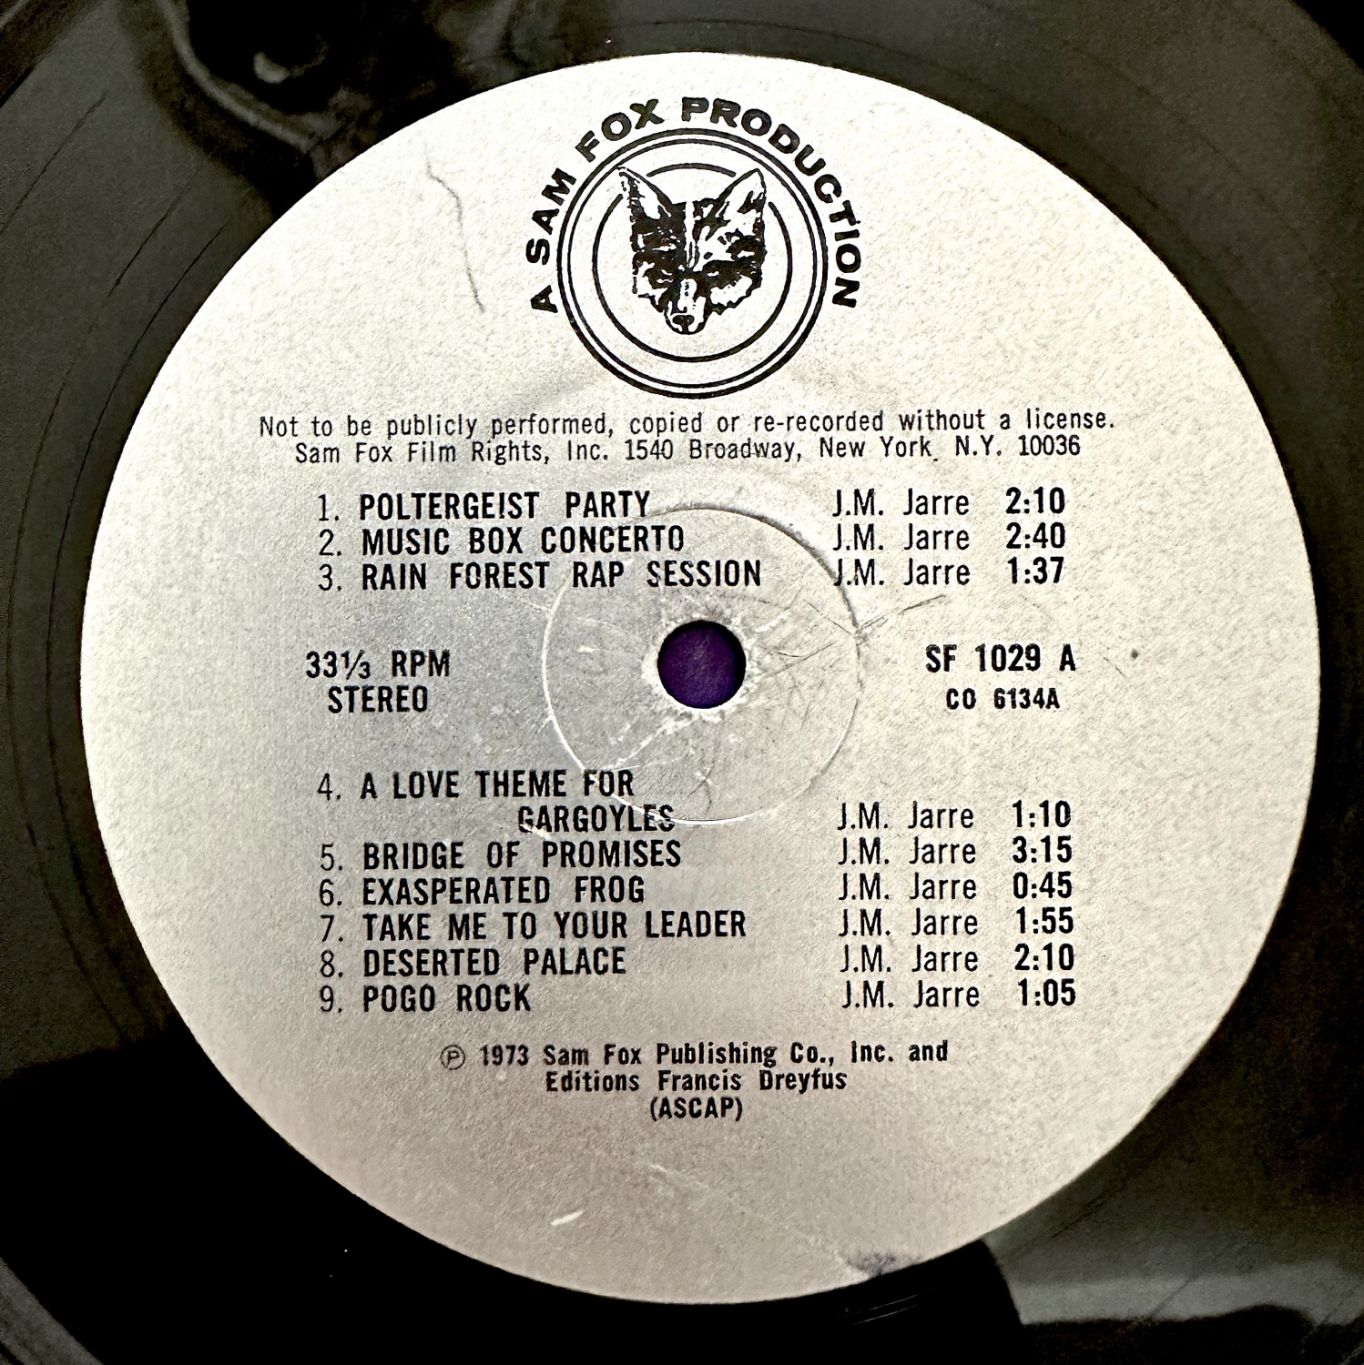 A SAM FOX PRODUCTION
Not to be publicly performed, copied or re-recorded without a license.
Sam Fox Film Rights, Inc. 1540 Broadway, New York, N.Y. 10036
1. POLTERGEIST PARTY J.M. Jarre 2:10
2. MUSIC BOX CONCERTO J.M. Jarre 2:40
3. RAIN FOREST RAP SESSION J.M. Jarre 1:37
33⅓ RPM SF 1029 A
STEREO CO 6134A
4. A LOVE THEME FOR
GARGOYLES J.M. Jarre 1:10
5. BRIDGE OF PROMISES J.M. Jarre 3:15
6. EXASPERATED FROG J.M. Jarre 0:45
7. TAKE ME TO YOUR LEADER J.M. Jarre 1:55
8. DESERTED PALACE J.M. Jarre 2:10
9. POGO ROCK J.M. Jarre 1:05
℗ 1973 Sam Fox Publishing Co., Inc. and
Editions Francis Dreyfus
(ASCAP)